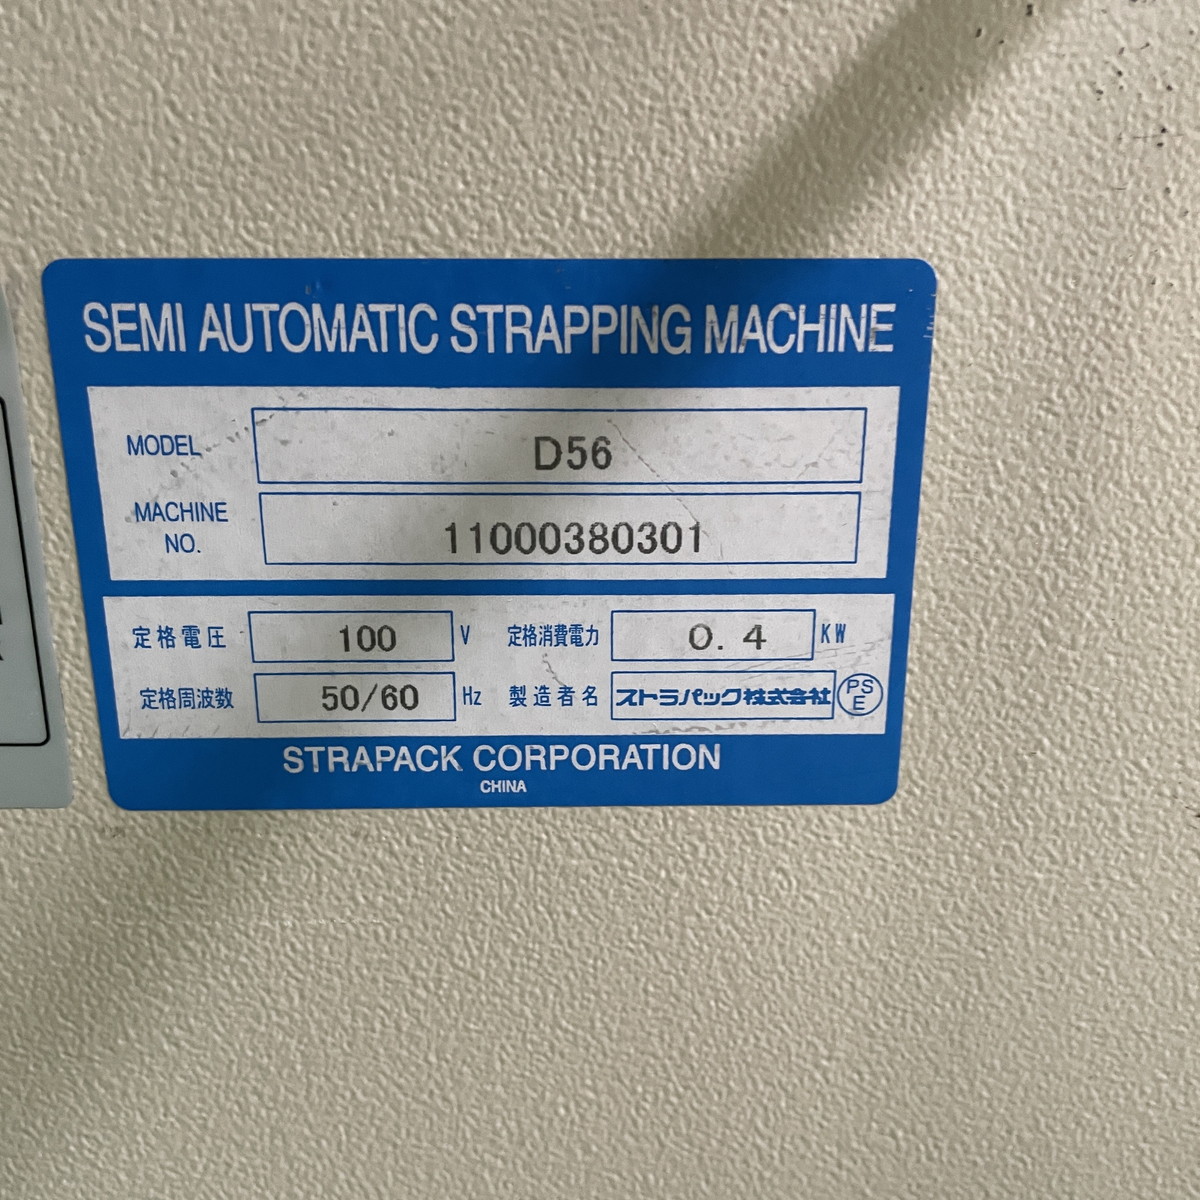 SEMI AUTOMATIC STRAPPING MACHINE
MODEL D56
MACHINE NO. 11000380301
定格電圧 100 V 定格消費電力 0.4 KW
定格周波数 50/60 Hz 製造者名 ストラパック株式会社 PSE
STRAPACK CORPORATION
CHINA